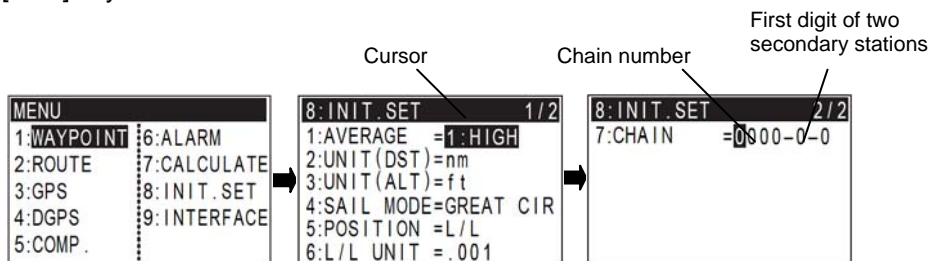 First digit of two
secondary stations
Cursor
Chain number
MENU
1:WAYPOINT 6:ALARM
2:ROUTE 7:CALCULATE
3:GPS 8:INIT.SET
4:DGPS 9:INTERFACE
5:COMP.
8:INIT.SET 1/2
1:AVERAGE =1:HIGH
2:UNIT(DST)=nm
3:UNIT(ALT)=ft
4:SAIL MODE=GREAT CIR
5:POSITION =L/L
6:L/L UNIT =.001
8:INIT.SET 2/2
7:CHAIN =0000-0-0